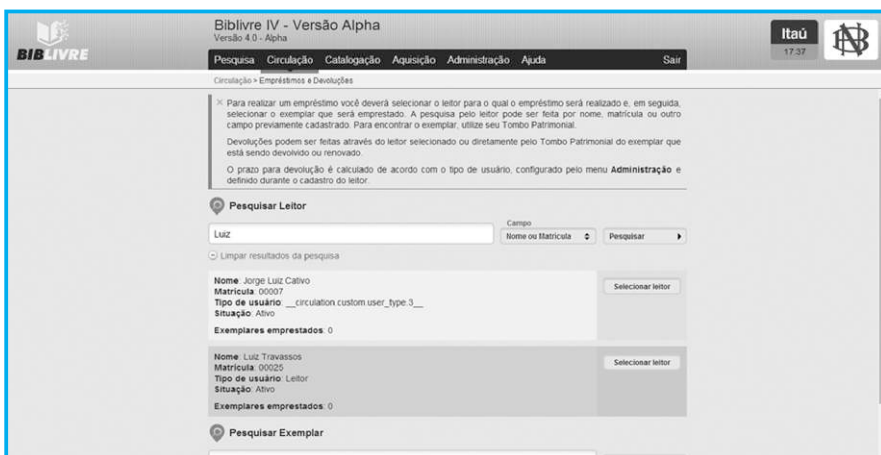 BIBLIVRE
Biblivre IV - Versão Alpha
Versão 4.0 - Alpha
Itaú
17:37
Pesquisa Circulação Catalogação Aquisição Administração Ajuda Sair
Circulação > Empréstimos e Devoluções
× Para realizar um empréstimo você deverá selecionar o leitor para o qual o empréstimo será realizado e, em seguida,
selecionar o exemplar que será emprestado. A pesquisa pelo leitor pode ser feita por nome, matrícula ou outro
campo previamente cadastrado. Para encontrar o exemplar, utilize seu Tombo Patrimonial.
Devoluções podem ser feitas através do leitor selecionado ou diretamente pelo Tombo Patrimonial do exemplar que
está sendo devolvido ou renovado.
O prazo para devolução é calculado de acordo com o tipo de usuário, configurado pelo menu Administração e
definido durante o cadastro do leitor.
Pesquisar Leitor
Campo
Luiz Nome ou Matrícula Pesquisar
Limpar resultados da pesquisa
Nome: Jorge Luiz Cativo
Selecionar leitor
Matrícula: 00007
Tipo de usuário: __circulation.custom.user_type.3__
Situação: Ativo
Exemplares emprestados: 0
Nome: Luiz Travassos
Selecionar leitor
Matrícula: 00025
Tipo de usuário: Leitor
Situação: Ativo
Exemplares emprestados: 0
Pesquisar Exemplar